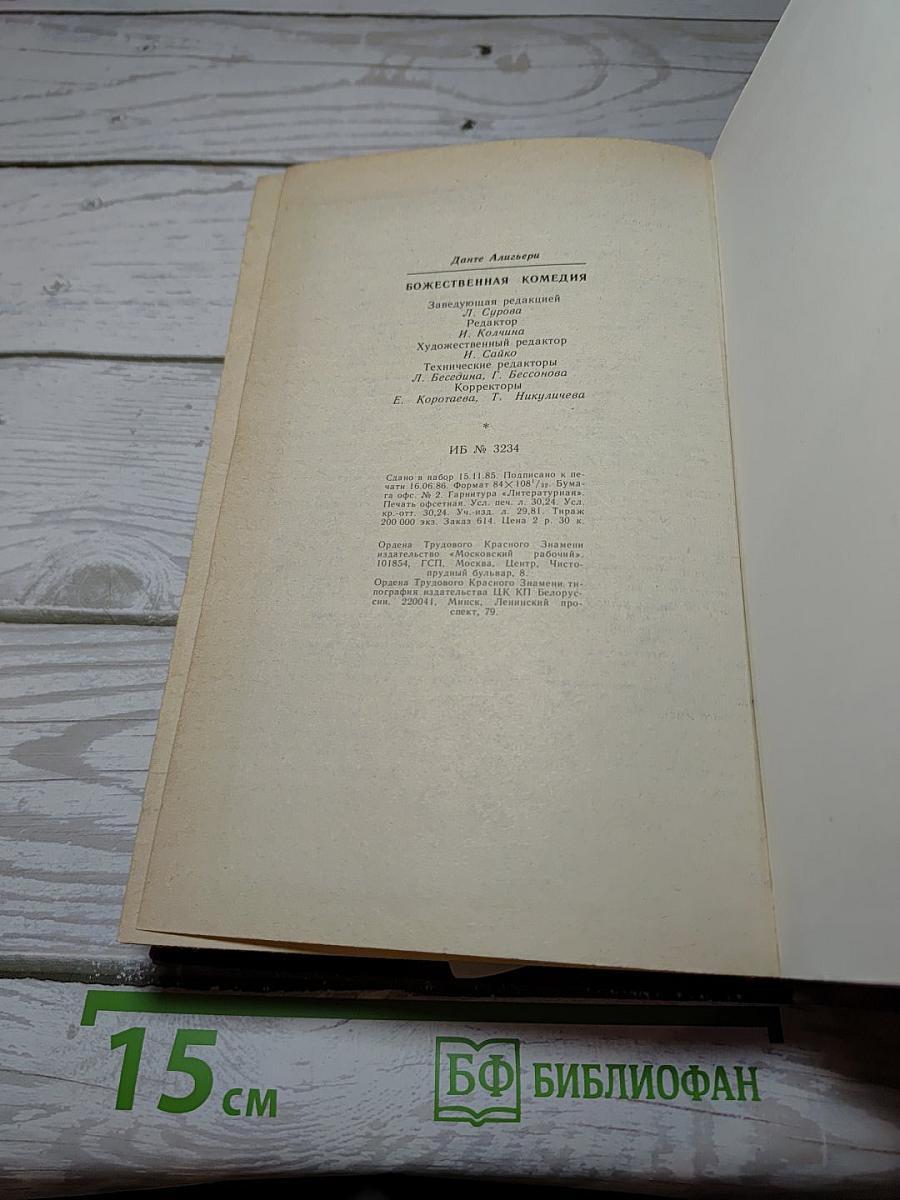 Данте Алигьери
БОЖЕСТВЕННАЯ КОМЕДИЯ
Заведующая редакцией
Л. Сурова
Редактор
И. Колчина
Художественный редактор
И. Сайко
Технические редакторы
Л. Беседина, Г. Бессонова
Корректоры
Е. Коротаева, Т. Никуличева
*
ИБ № 3234
Сдано в набор 15.11.85. Подписано к пе-
чати 16.06.86. Формат 84×108¹/₃₂. Бума-
га офс. № 2. Гарнитура «Литературная».
Печать офсетная. Усл. печ. л. 30,24. Усл.
кр.-отт. 30,24. Уч.-изд. л. 29,81. Тираж
200 000 экз. Заказ 614. Цена 2 р. 30 к.
Ордена Трудового Красного Знамени
издательство «Московский рабочий».
101854, ГСП, Москва, Центр, Чисто-
прудный бульвар, 8.
Ордена Трудового Красного Знамени ти-
пография издательства ЦК КП Белорус-
сии. 220041, Минск, Ленинский про-
спект, 79.
15 см
БФ БИБЛИОФАН